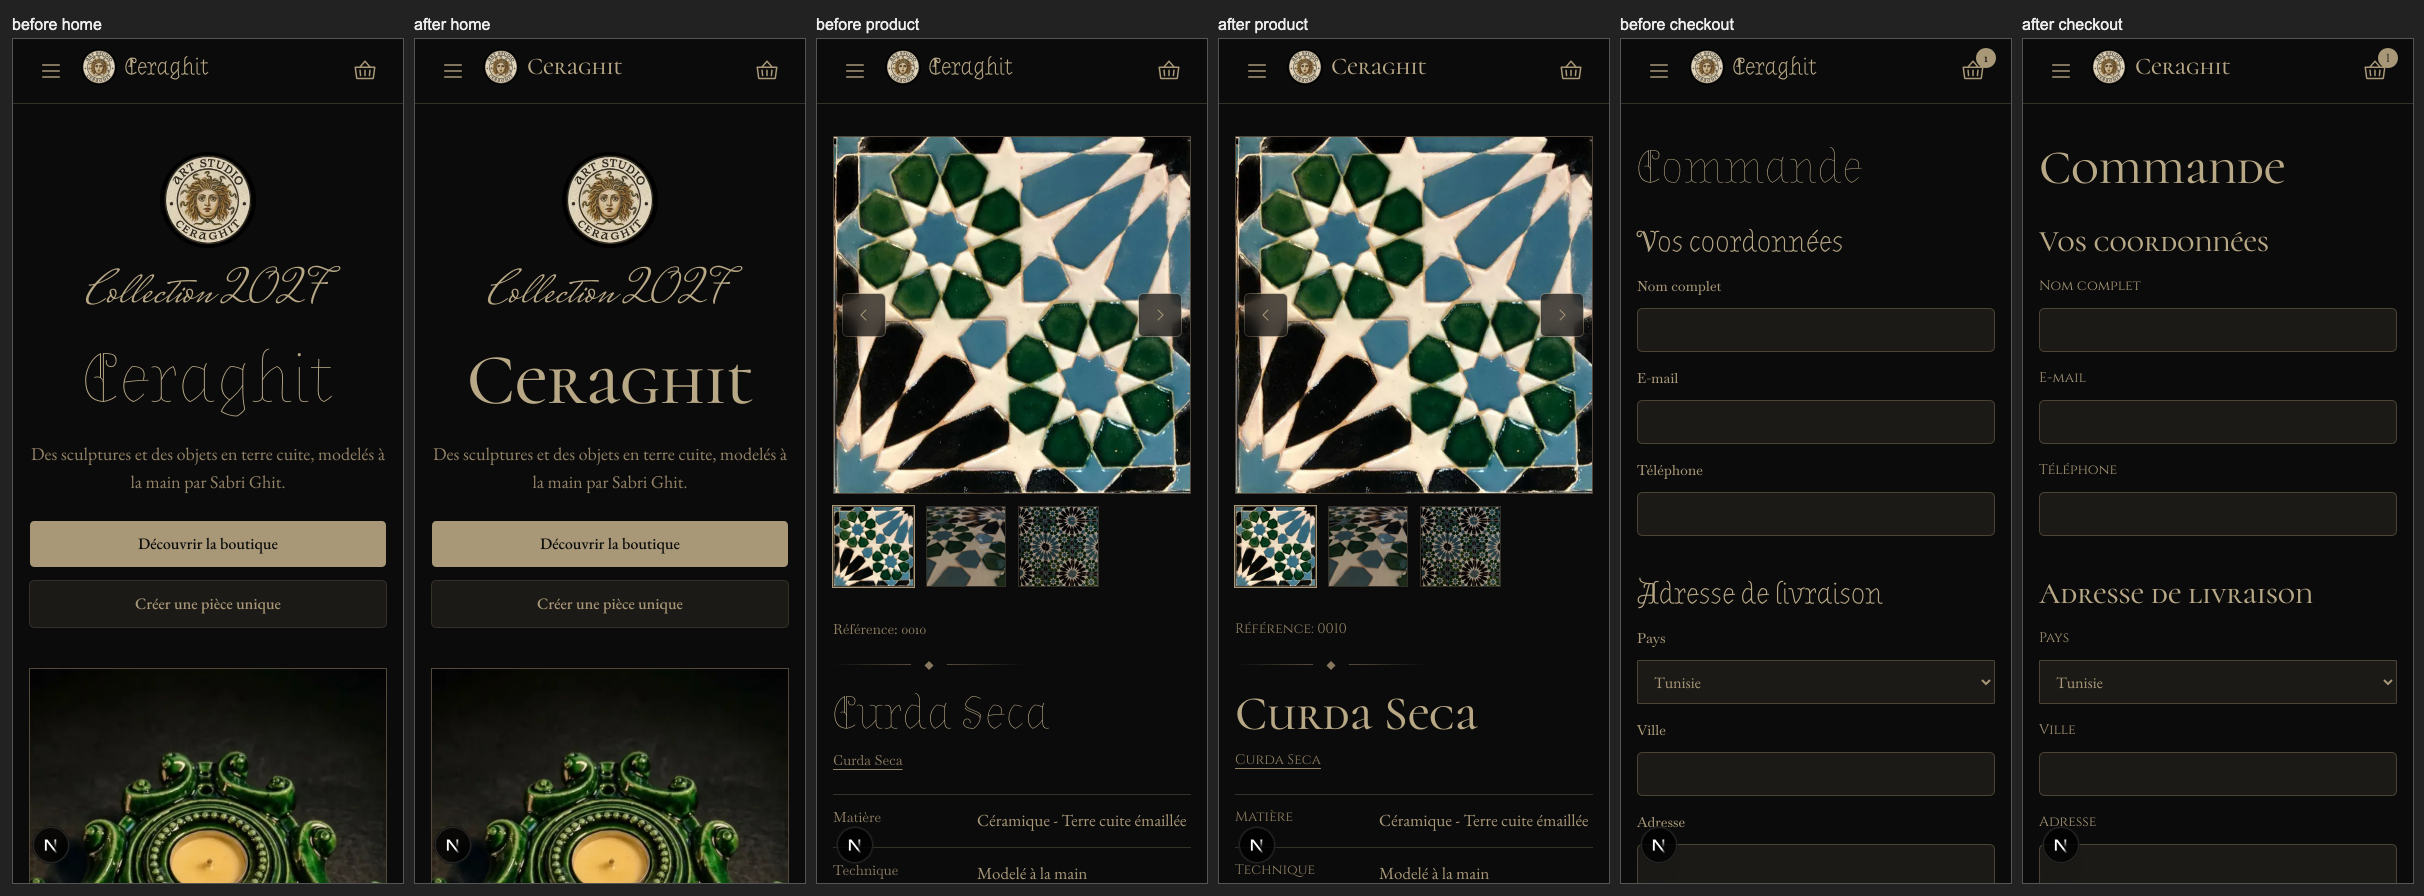 before home
Ceraghit
ART STUDIO
CERAGHIT
Collection 2027
Ceraghit
Des sculptures et des objets en terre cuite, modelés à
la main par Sabri Ghit.
Découvrir la boutique
Créer une pièce unique
N
after home
Ceraghit
ART STUDIO
CERAGHIT
Collection 2027
Ceraghit
Des sculptures et des objets en terre cuite, modelés à
la main par Sabri Ghit.
Découvrir la boutique
Créer une pièce unique
N
before product
Ceraghit
Référence: 0010
Curda Seca
Curda Seca
Matière
Céramique - Terre cuite émaillée
N
Technique
Modelé à la main
after product
Ceraghit
Référence: 0010
Curda Seca
Curda Seca
Matière
Céramique - Terre cuite émaillée
N
Technique
Modelé à la main
before checkout
Ceraghit
1
Commande
Vos coordonnées
Nom complet
E-mail
Téléphone
Adresse de livraison
Pays
Tunisie
Ville
Adresse
N
after checkout
Ceraghit
1
Commande
Vos coordonnées
Nom complet
E-mail
Téléphone
Adresse de livraison
Pays
Tunisie
Ville
Adresse
N